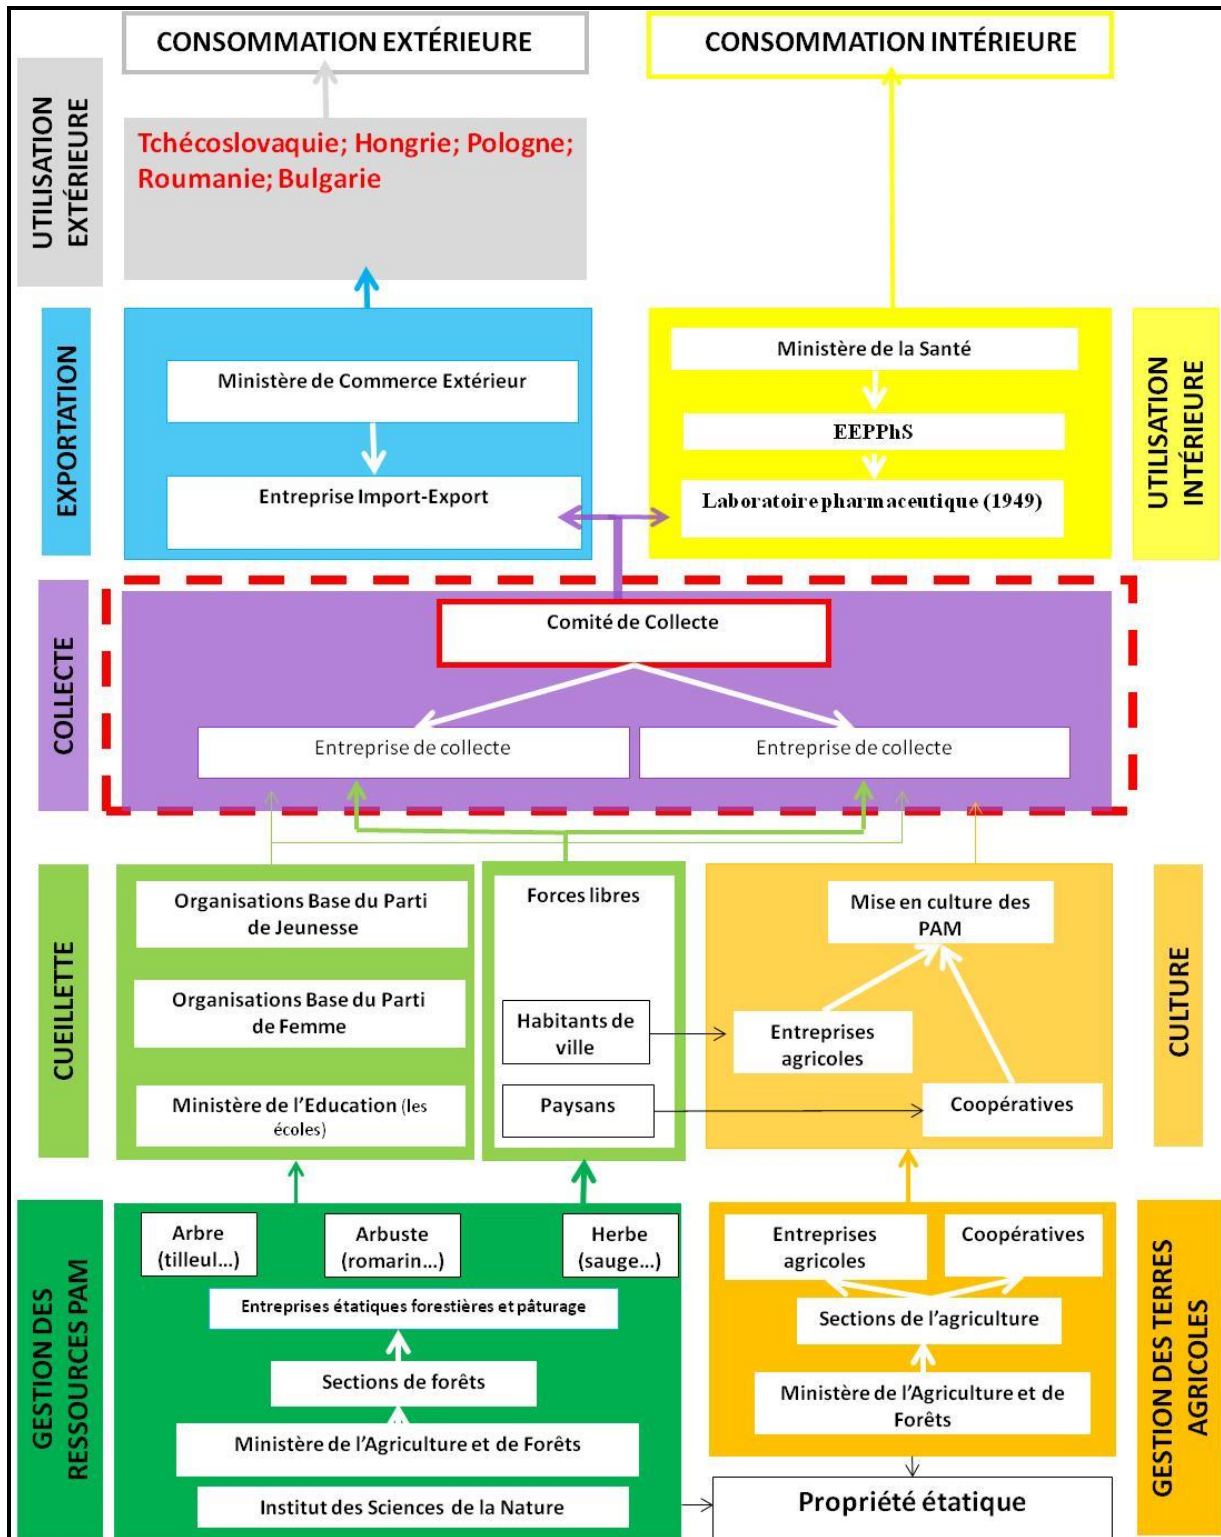 CONSOMMATION EXTÉRIEURE
CONSOMMATION INTÉRIEURE
UTILISATION
EXTÉRIEURE
Tchécoslovaquie; Hongrie; Pologne;
Roumanie; Bulgarie
EXPORTATION
Ministère de Commerce Extérieur
Entreprise Import-Export
Ministère de la Santé
EEPPhS
Laboratoire pharmaceutique (1949)
UTILISATION
INTÉRIEURE
COLLECTE
Comité de Collecte
Entreprise de collecte
Entreprise de collecte
CUEILLETTE
Organisations Base du Parti
de Jeunesse
Organisations Base du Parti
de Femme
Ministère de l'Education (les
écoles)
Forces libres
Habitants de
ville
Paysans
Mise en culture des
PAM
Entreprises
agricoles
Coopératives
CULTURE
GESTION DES
RESSOURCES PAM
Arbre
(tilleul...)
Arbuste
(romarin...)
Herbe
(sauge...)
Entreprises étatiques forestières et pâturage
Sections de forêts
Ministère de l'Agriculture et de Forêts
Institut des Sciences de la Nature
Entreprises
agricoles
Coopératives
Sections de l'agriculture
Ministère de l'Agriculture et de
Forêts
Propriété étatique
GESTION DES TERRES
AGRICOLES